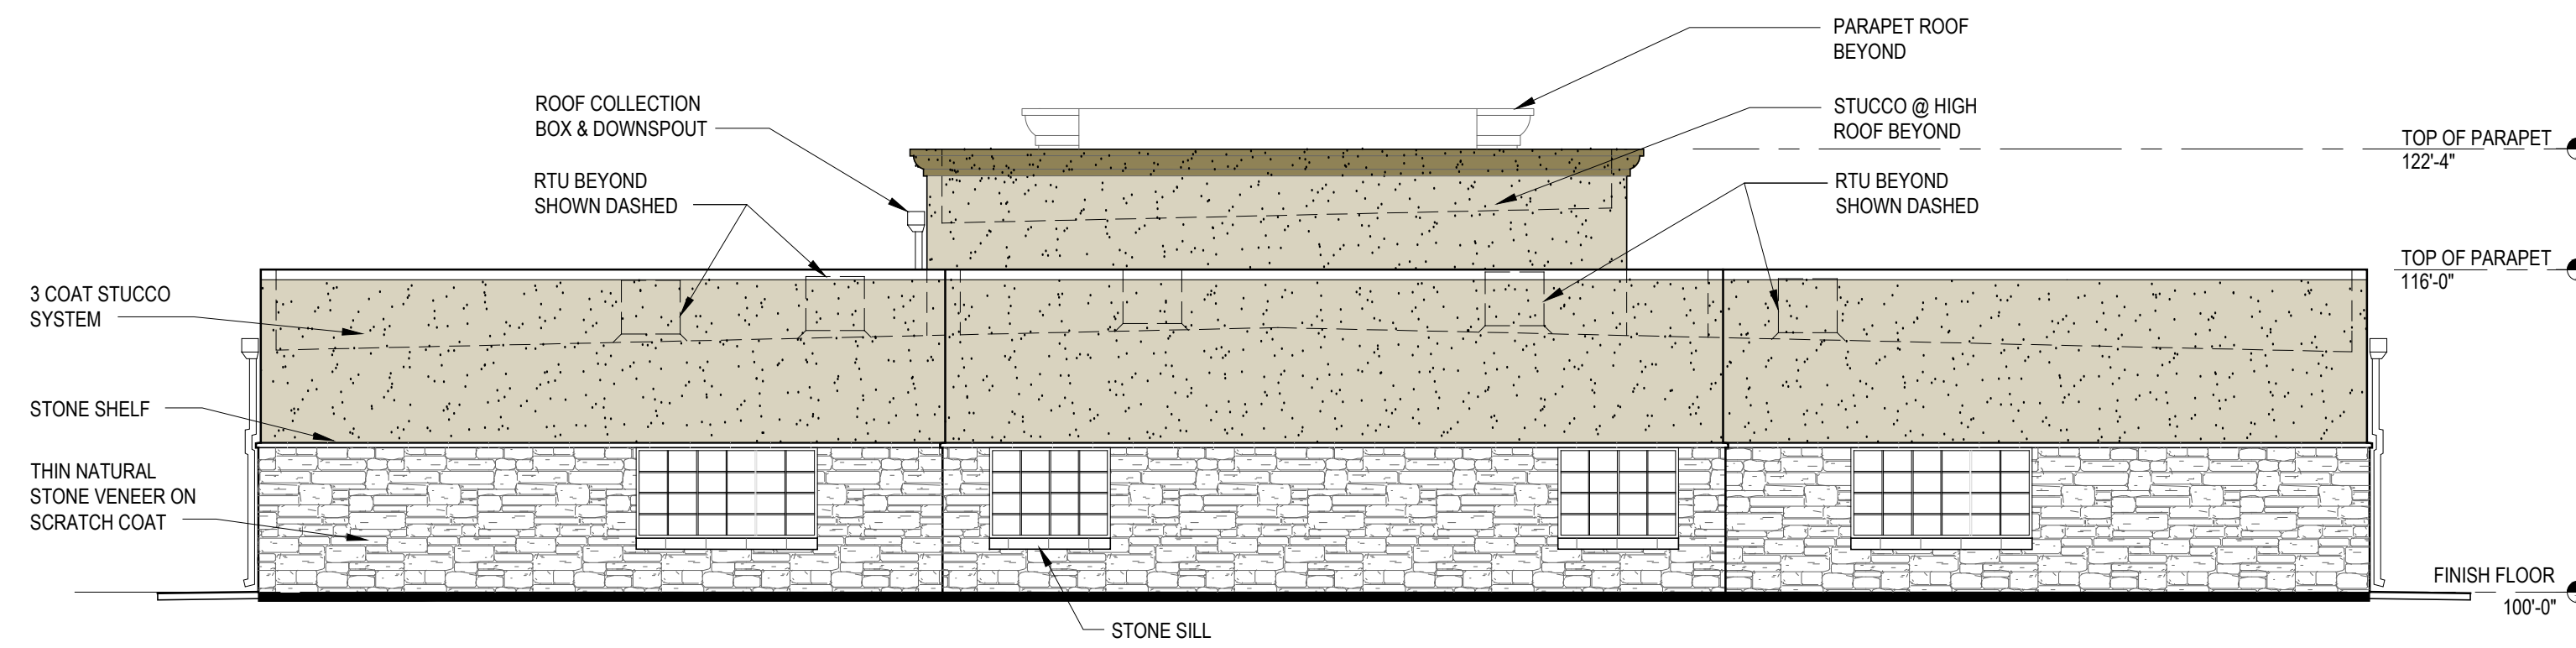 PARAPET ROOF
BEYOND
ROOF COLLECTION
BOX & DOWNSPOUT
STUCCO @ HIGH
ROOF BEYOND
TOP OF PARAPET
122'-4"
RTU BEYOND
SHOWN DASHED
RTU BEYOND
SHOWN DASHED
TOP OF PARAPET
116'-0"
3 COAT STUCCO
SYSTEM
STONE SHELF
THIN NATURAL
STONE VENEER ON
SCRATCH COAT
FINISH FLOOR
100'-0"
STONE SILL